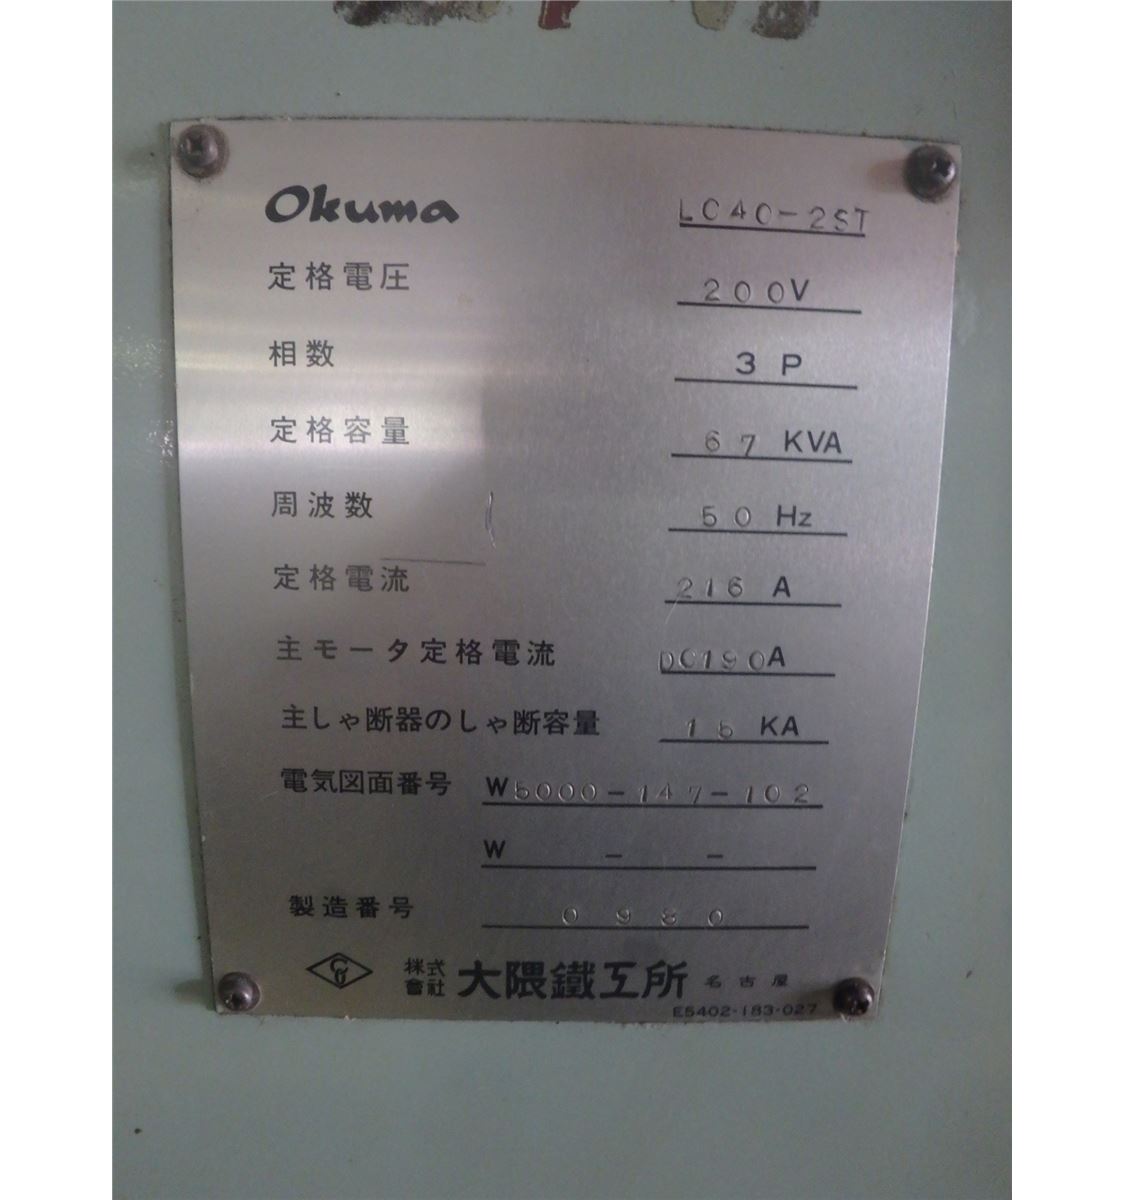 Okuma LC40-2ST
定格電圧 200V
相数 3 P
定格容量 67 KVA
周波数 50 Hz
定格電流 216 A
主モータ定格電流 DC190A
主しゃ断器のしゃ断容量 15 KA
電気図面番号 W5000-147-102
W - -
製造番号 0980
株式會社 大隈鐵工所 名古屋
E5402-183-027